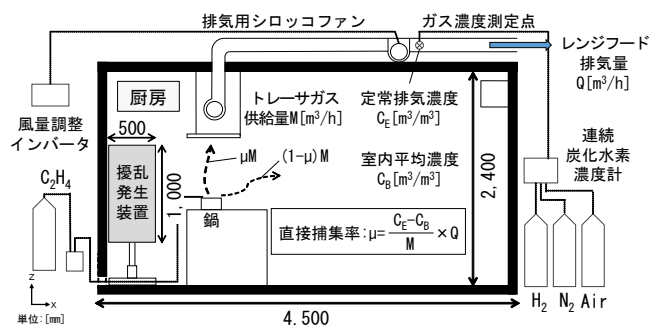 排気用シロッコファン
ガス濃度測定点
レンジフード
排気量
Q[m³/h]
厨房
トレーサガス
供給量M[m³/h]
定常排気濃度
C_E[m³/m³]
風量調整
インバータ
500
μM
(1-μ)M
室内平均濃度
C_B[m³/m³]
2,400
連続
炭化水素
濃度計
C₂H₄
擾乱
発生
装置
1,000
鍋
直接捕集率:μ=(C_E-C_B)/M×Q
z
x
単位:[mm]
4,500
H₂ N₂ Air